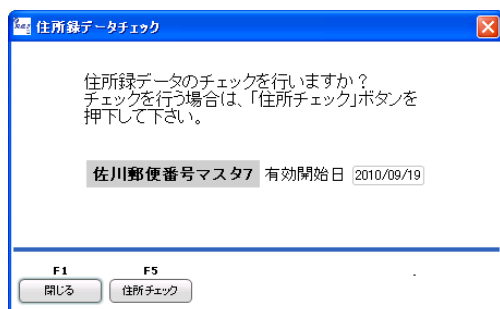 住所録データチェック
住所録データのチェックを行いますか？
チェックを行う場合は、「住所チェック」ボタンを
押下して下さい。
佐川郵便番号マスタ7 有効開始日 2010/09/19
F1 F5
閉じる 住所チェック